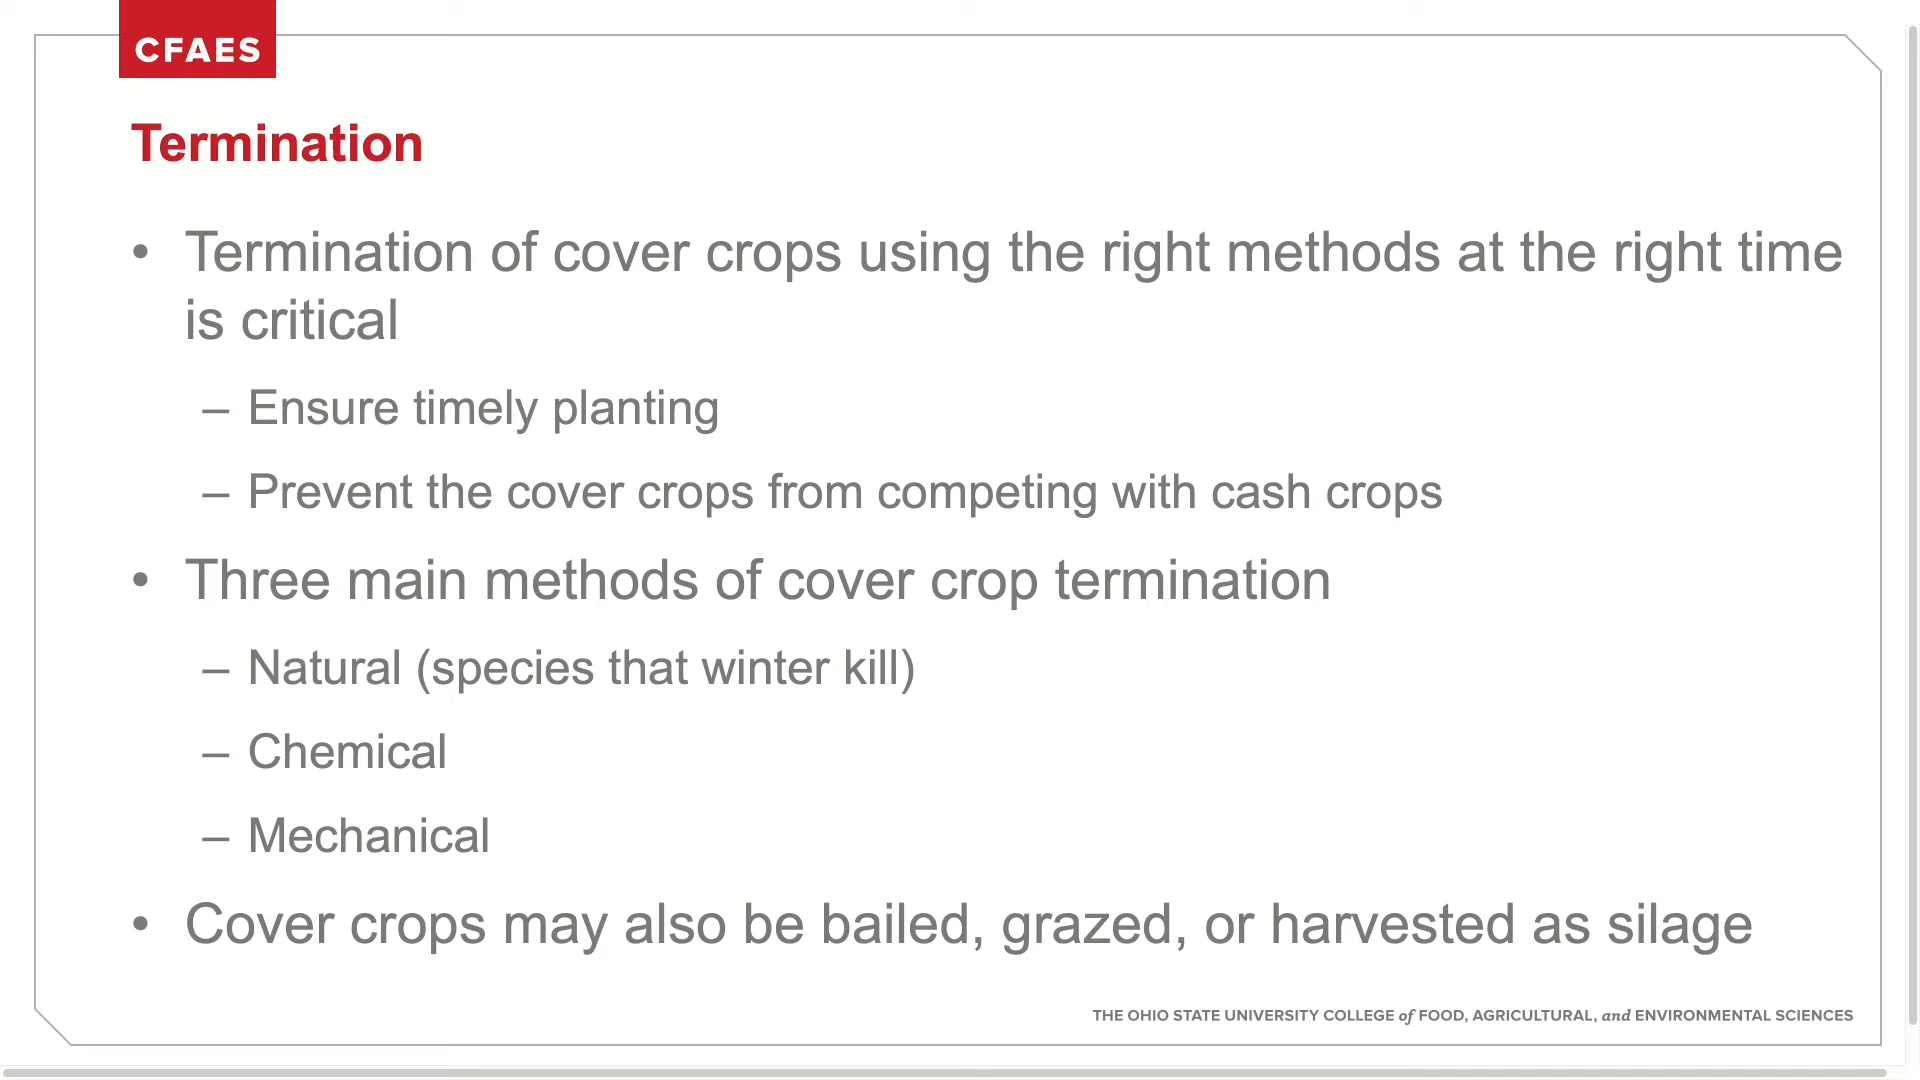 CFAES
Termination
• Termination of cover crops using the right methods at the right time
is critical
– Ensure timely planting
– Prevent the cover crops from competing with cash crops
• Three main methods of cover crop termination
– Natural (species that winter kill)
– Chemical
– Mechanical
• Cover crops may also be bailed, grazed, or harvested as silage
THE OHIO STATE UNIVERSITY COLLEGE of FOOD, AGRICULTURAL, and ENVIRONMENTAL SCIENCES